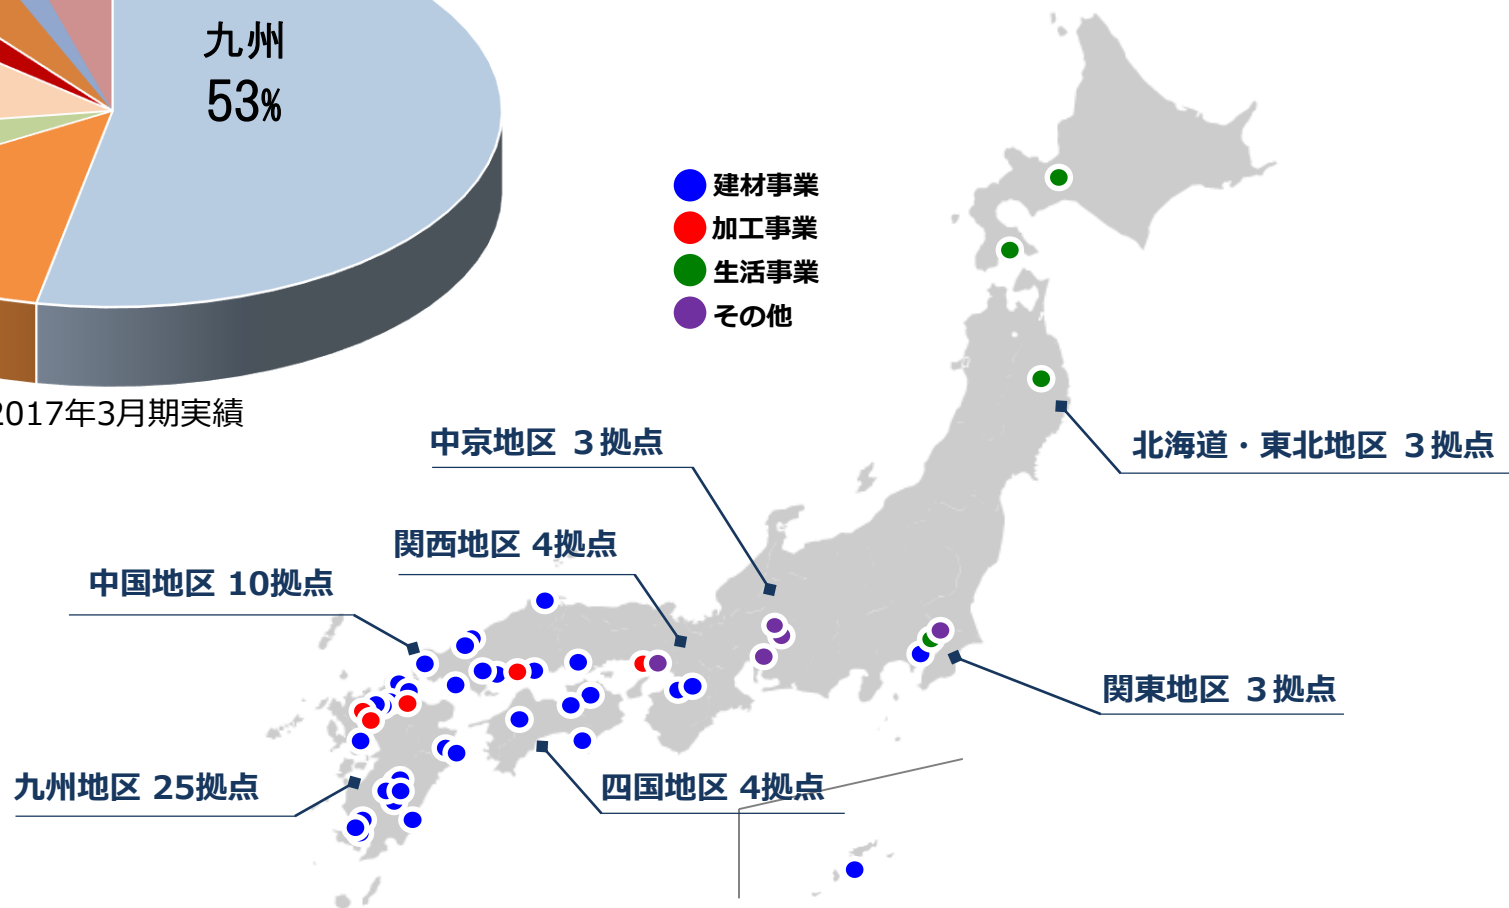 九州
53%
建材事業
加工事業
生活事業
その他
2017年3月期実績
中京地区 ３拠点
北海道・東北地区 ３拠点
関西地区 4拠点
中国地区 10拠点
関東地区 ３拠点
九州地区 25拠点
四国地区 4拠点